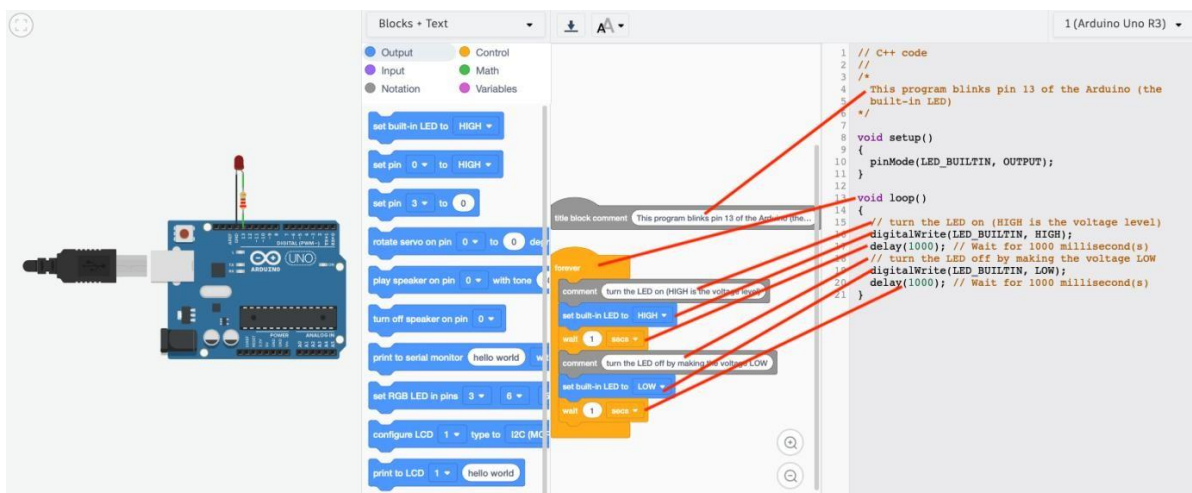 Blocks + Text
1 (Arduino Uno R3)
Output
Control
Input
Math
Notation
Variables
set built-in LED to HIGH
set pin 0 to HIGH
set pin 3 to 0
rotate servo on pin 0 to 0 degr
play speaker on pin 0 with tone
turn off speaker on pin 0
print to serial monitor hello world
set RGB LED in pins 3 6
configure LCD 1 type to I2C (MC
print to LCD 1 hello world
DIGITAL (PWM~)
UNO
ARDUINO
POWER
ANALOG IN
title block comment This program blinks pin 13 of the Arduino (the...
forever
comment turn the LED on (HIGH is the voltage level)
set built-in LED to HIGH
wait 1 secs
comment turn the LED off by making the voltage LOW
set built-in LED to LOW
wait 1 secs
1 // C++ code
2 //
3 /*
4 This program blinks pin 13 of the Arduino (the
5 built-in LED)
6 */
7
8 void setup()
9 {
10 pinMode(LED_BUILTIN, OUTPUT);
11 }
12
13 void loop()
14 {
15 // turn the LED on (HIGH is the voltage level)
16 digitalWrite(LED_BUILTIN, HIGH);
17 delay(1000); // Wait for 1000 millisecond(s)
18 // turn the LED off by making the voltage LOW
19 digitalWrite(LED_BUILTIN, LOW);
20 delay(1000); // Wait for 1000 millisecond(s)
21 }